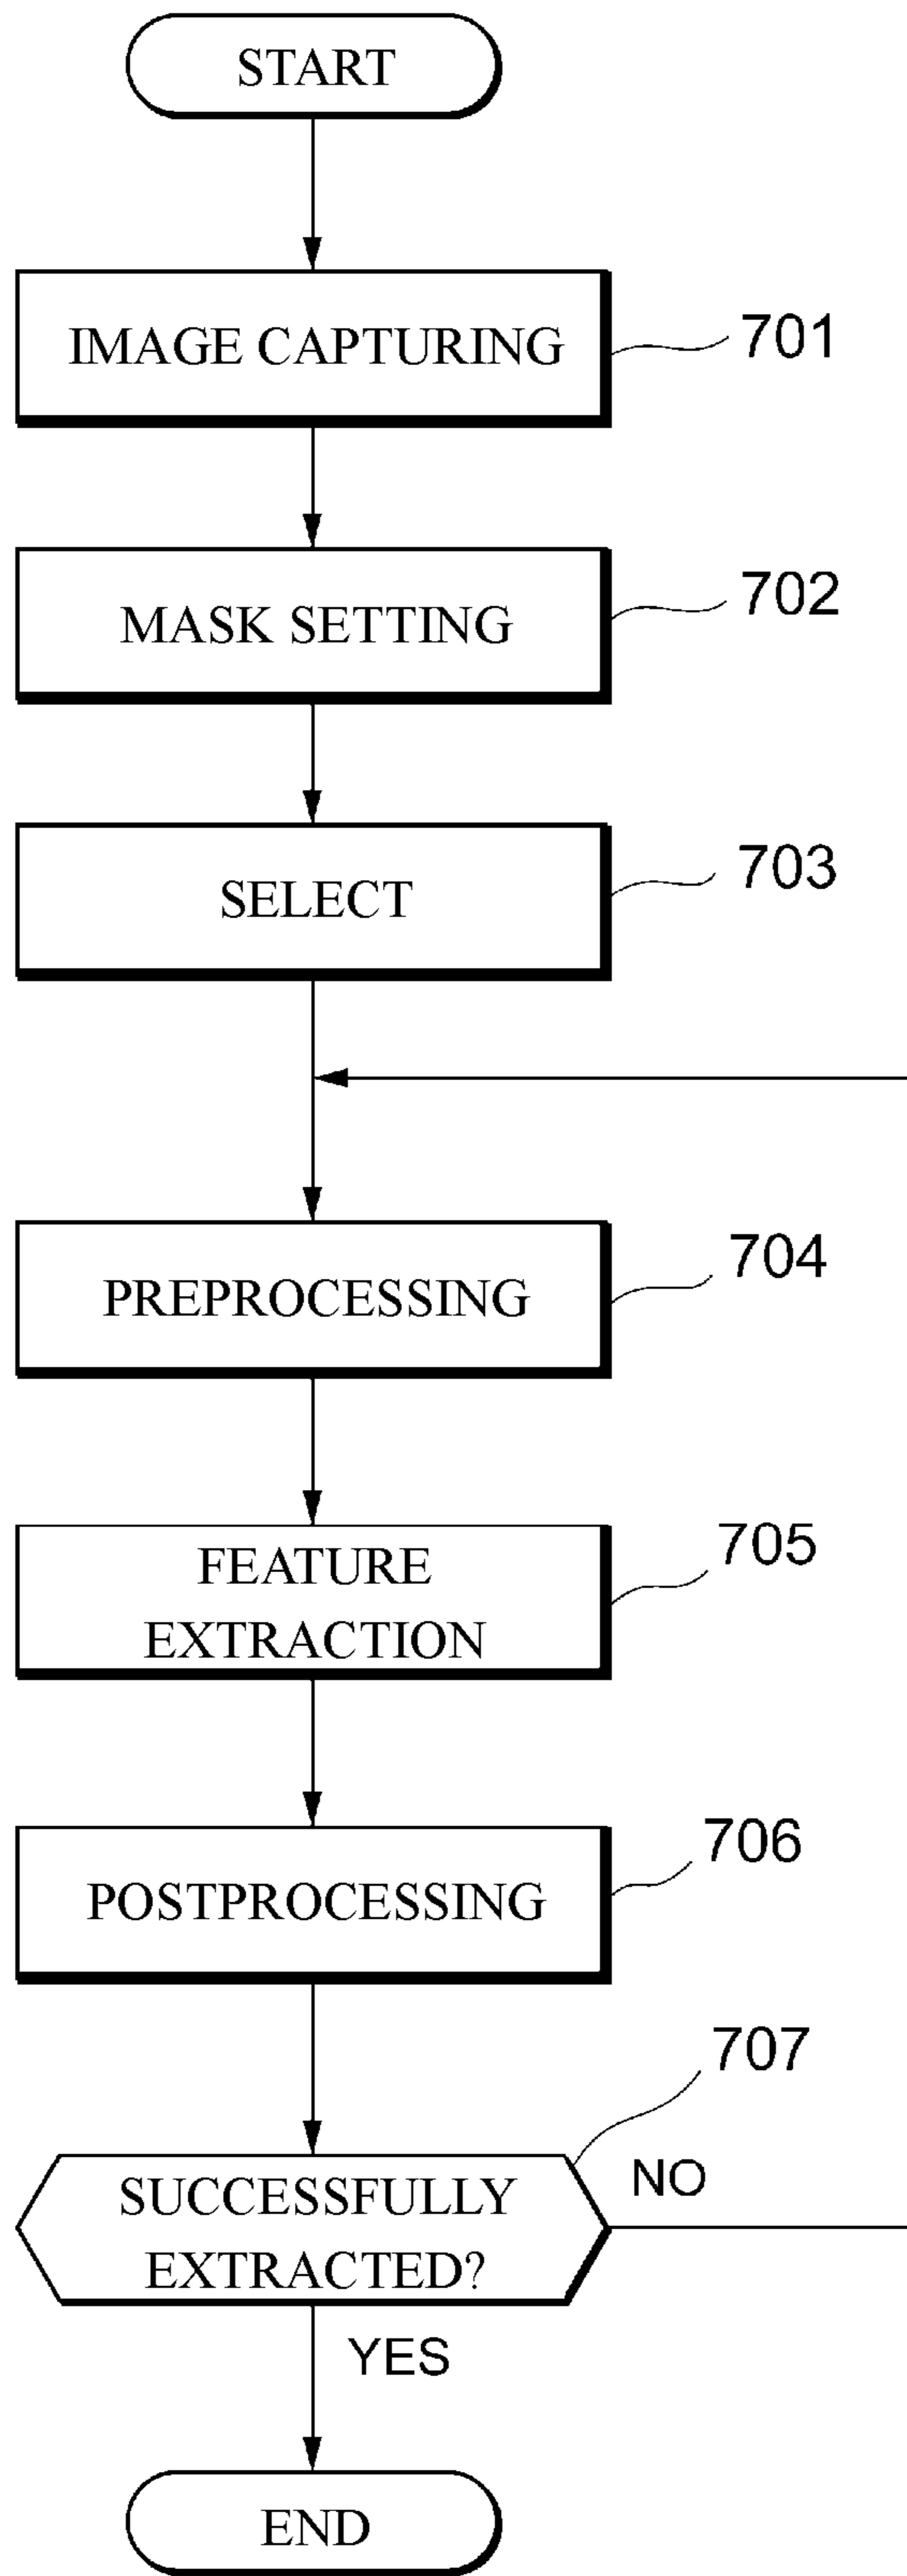 START
IMAGE CAPTURING
701
MASK SETTING
702
SELECT
703
PREPROCESSING
704
FEATURE
EXTRACTION
705
POSTPROCESSING
706
707
SUCCESSFULLY
EXTRACTED?
NO
YES
END